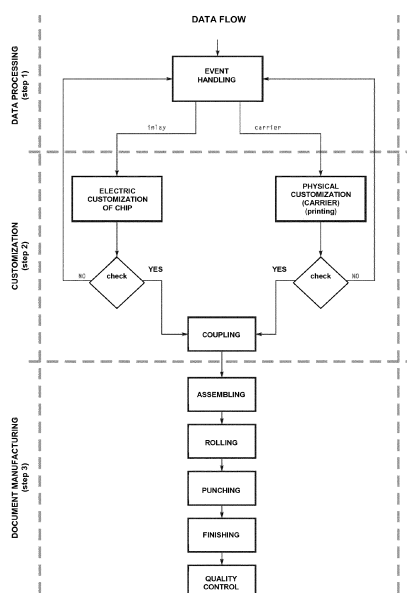 DATA FLOW
DATA PROCESSING
(step 1)
EVENT
HANDLING
inlay
carrier
CUSTOMIZATION
(step 2)
ELECTRIC
CUSTOMIZATION
OF CHIP
PHYSICAL
CUSTOMIZATION
(CARRIER)
(printing)
NO
check
YES
YES
check
NO
COUPLING
DOCUMENT MANUFACTURING
(step 3)
ASSEMBLING
ROLLING
PUNCHING
FINISHING
QUALITY
CONTROL